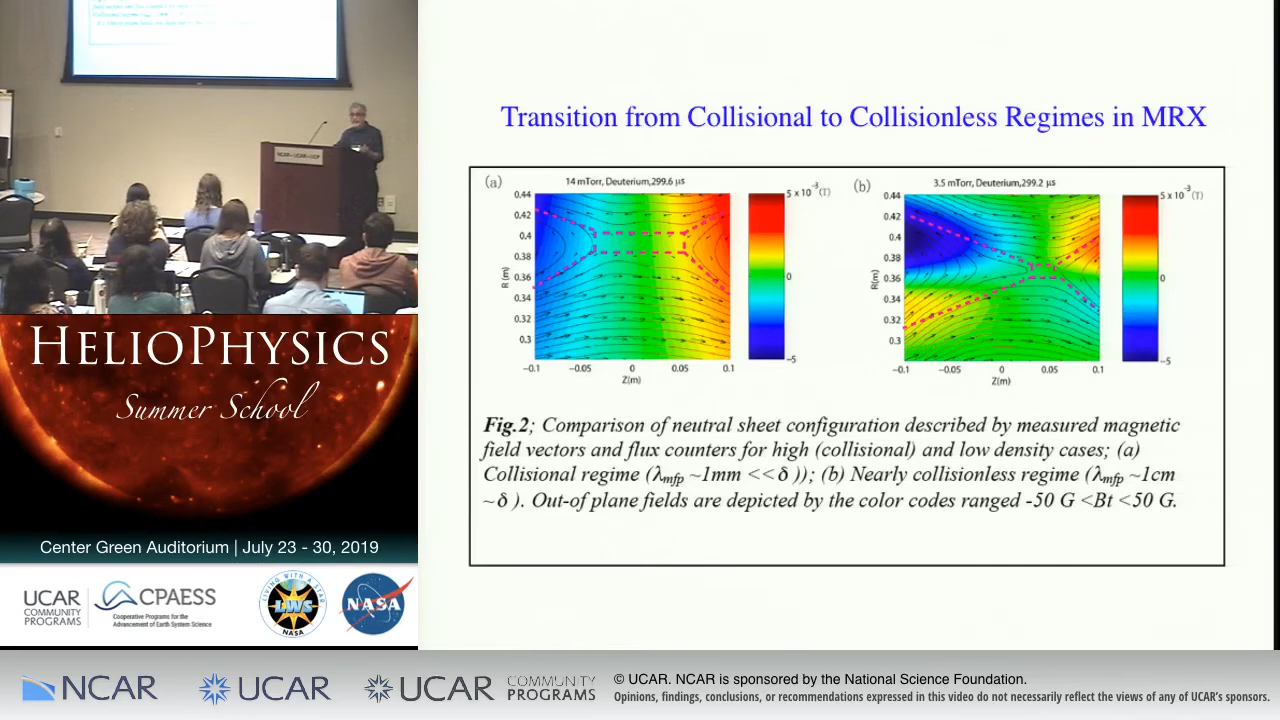 Transition from Collisional to Collisionless Regimes in MRX
(a)
14 mTorr, Deuterium,299.6 μs
5 x 10⁻³(T)
0
−5
0.44
0.42
0.4
0.38
0.36
0.34
0.32
0.3
R (m)
−0.1 −0.05 0 0.05 0.1
Z(m)
(b)
3.5 mTorr, Deuterium,299.2 μs
5 x 10⁻³(T)
0
−5
0.44
0.42
0.4
0.38
0.36
0.34
0.32
0.3
R(m)
−0.1 −0.05 0 0.05 0.1
Z(m)
Fig.2; Comparison of neutral sheet configuration described by measured magnetic
field vectors and flux counters for high (collisional) and low density cases; (a)
Collisional regime (λmfp ~1mm <<δ )); (b) Nearly collisionless regime (λmfp ~1cm
~δ ). Out-of plane fields are depicted by the color codes ranged -50 G <Bt <50 G.
NCAR-UCAR-UCP
HELIOPHYSICS
Summer School
Center Green Auditorium | July 23 - 30, 2019
UCAR
COMMUNITY
PROGRAMS
CPAESS
Cooperative Programs for the
Advancement of Earth System Science
LIVING WITH A STAR
LWS
NASA
NASA
NCAR
UCAR
UCAR COMMUNITY
PROGRAMS
© UCAR. NCAR is sponsored by the National Science Foundation.
Opinions, findings, conclusions, or recommendations expressed in this video do not necessarily reflect the views of any of UCAR's sponsors.